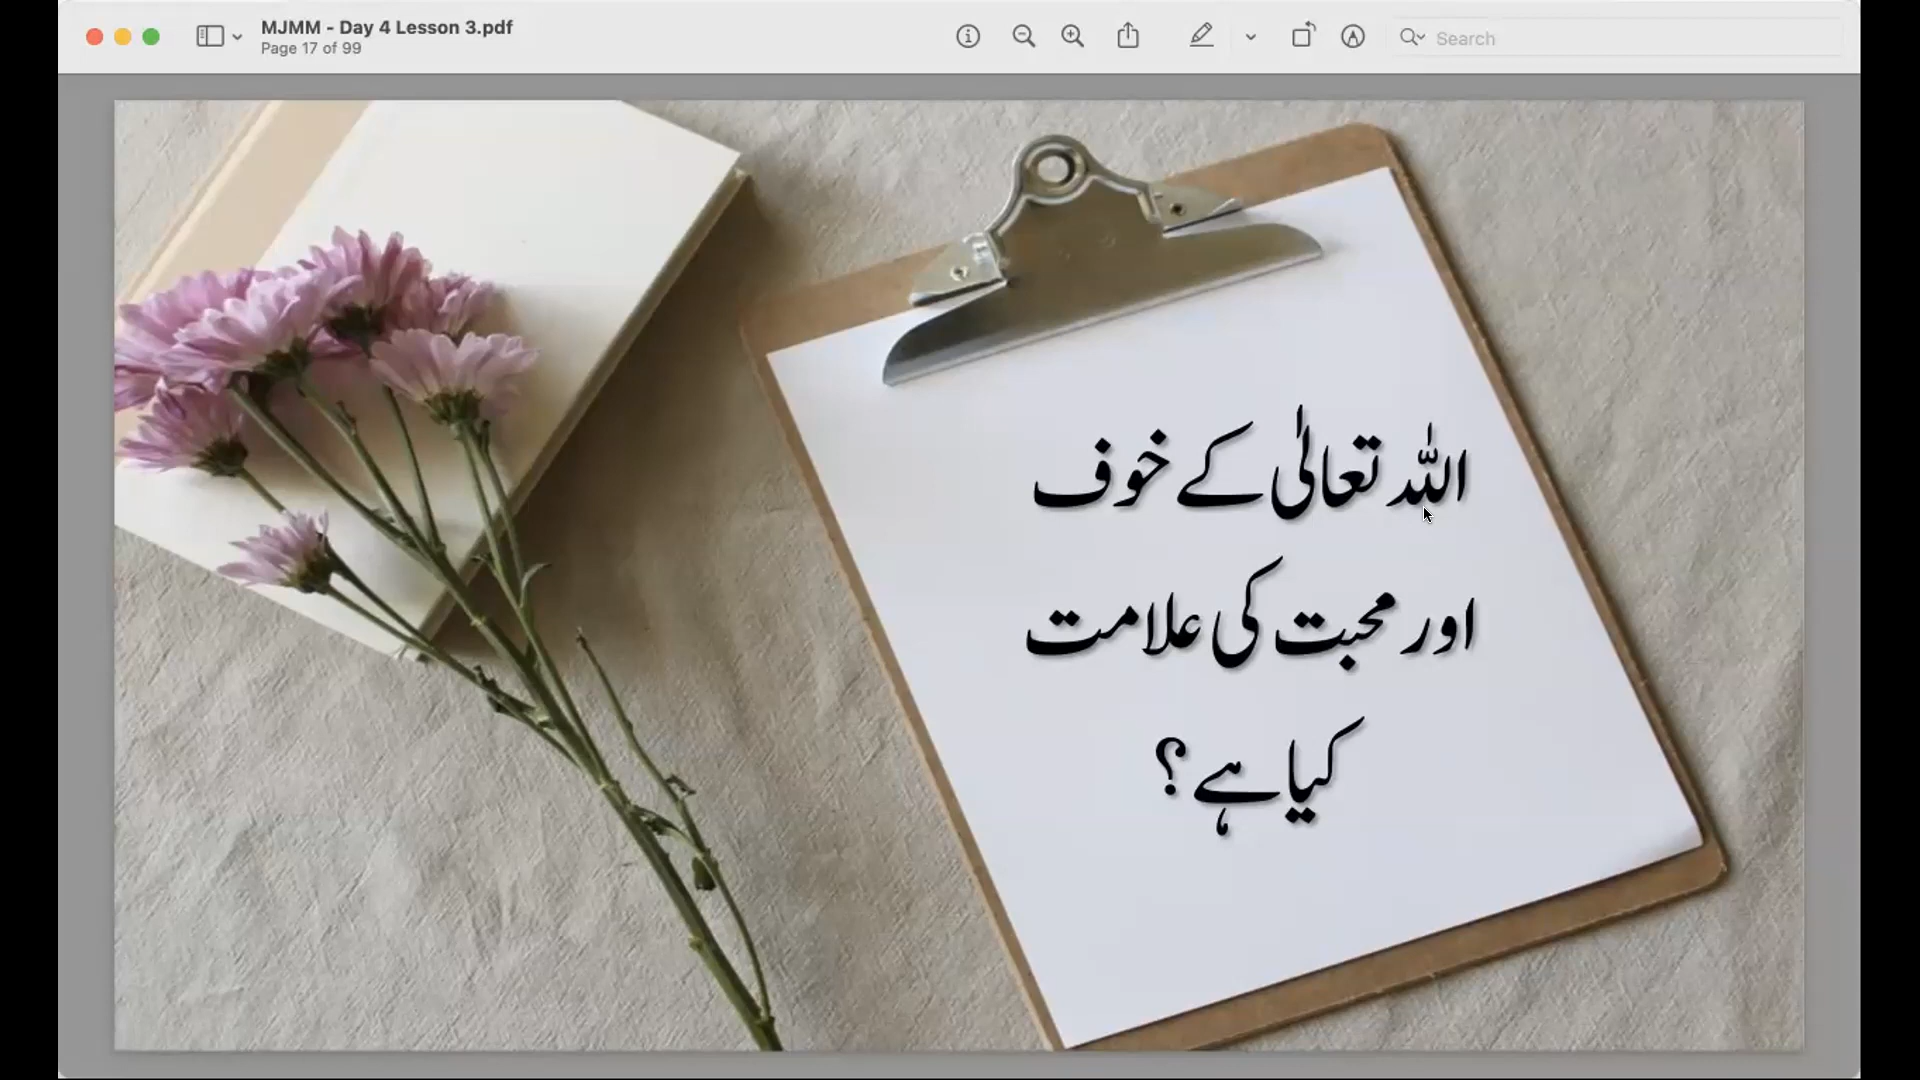 MJMM - Day 4 Lesson 3.pdf
Page 17 of 99
Search
اللہ تعالیٰ کے خوف
اور محبت کی علامت
کیا ہے؟